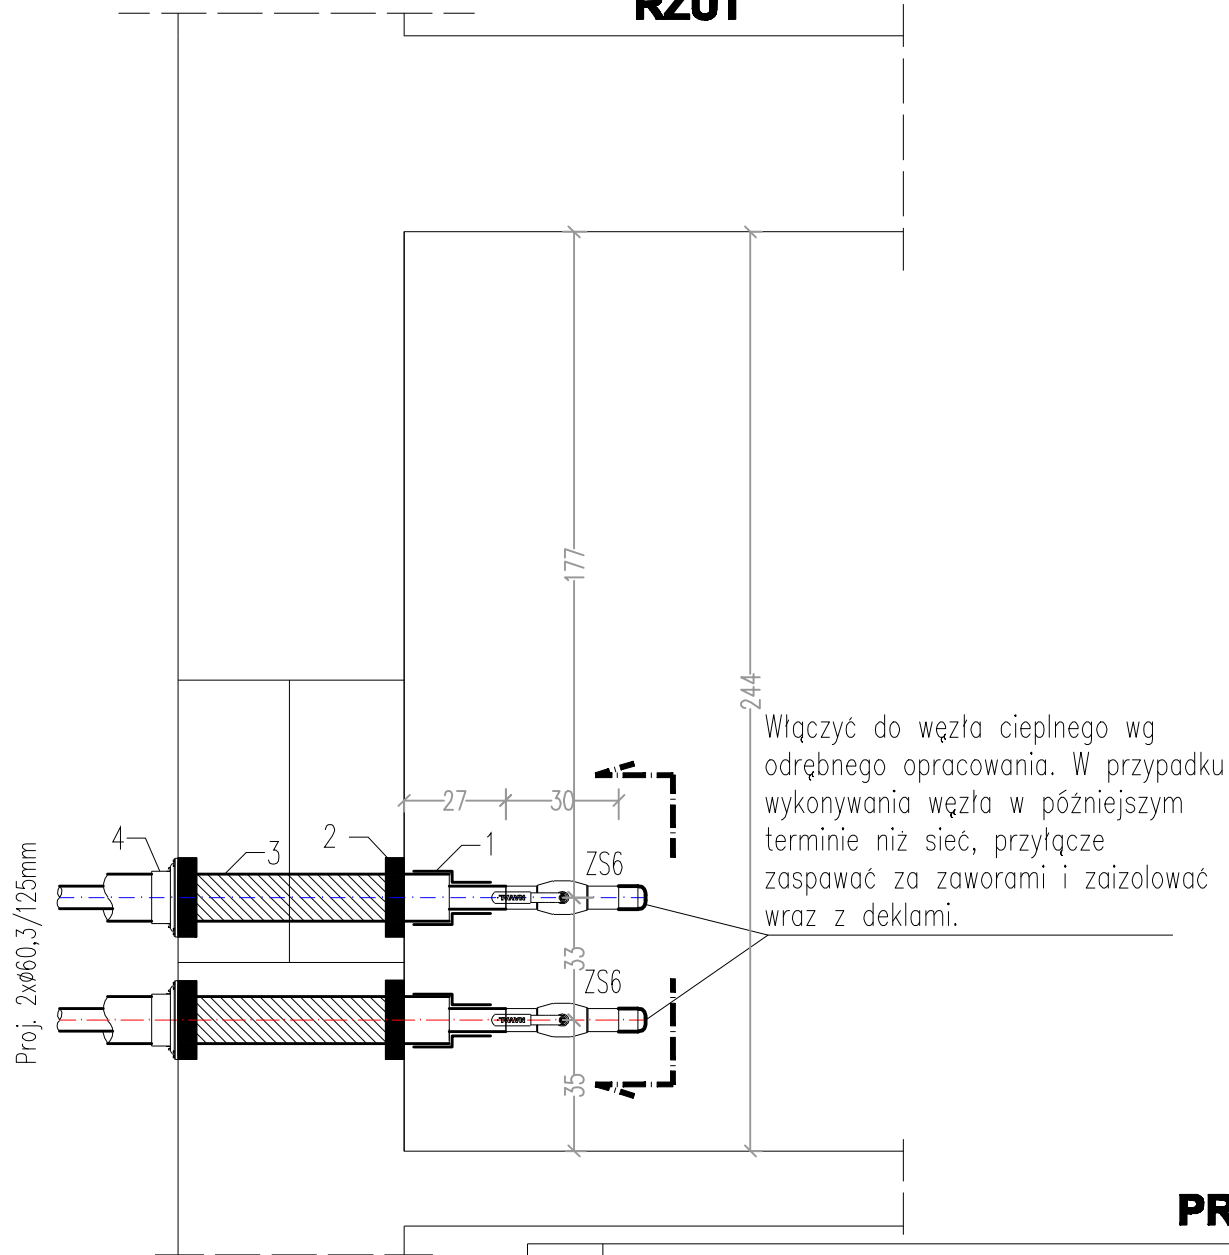 RZUT
177
244
Włączyć do węzła cieplnego wg
odrębnego opracowania. W przypadku
wykonywania węzła w późniejszym
terminie niż sieć, przyłącze
zaspawać za zaworami i zaizolować
wraz z deklami.
27
30
4
3
2
1
ZS6
33
ZS6
35
Proj. 2xø60,3/125mm
PR